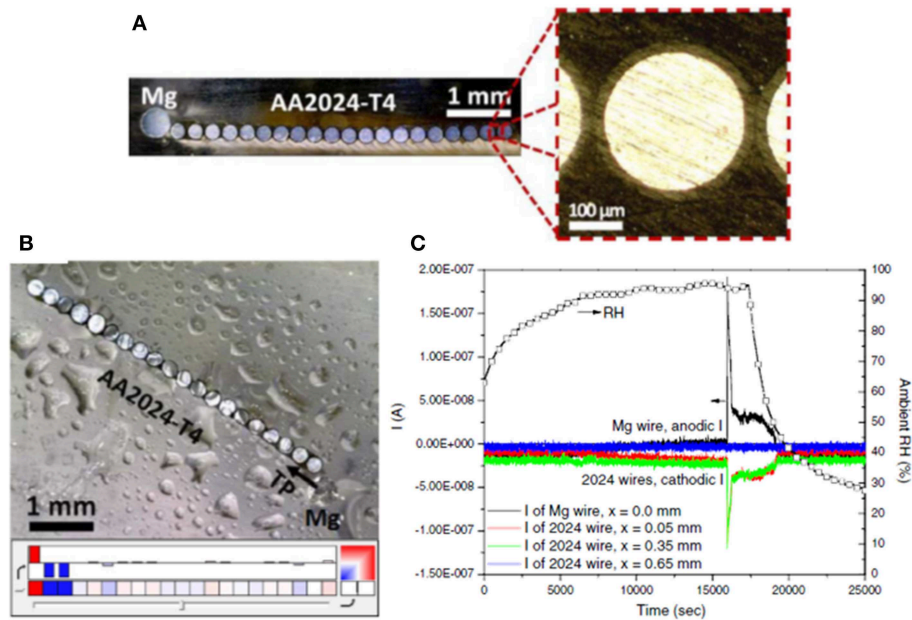 A
Mg
AA2024-T4
1 mm
100 µm
B
AA2024-T4
TP
Mg
1 mm
C
2.00E-007
1.50E-007
1.00E-007
5.00E-008
0.00E+000
-5.00E-008
-1.00E-007
-1.50E-007
I (A)
100
90
80
70
60
50
40
30
20
10
0
Ambient RH (%)
RH
Mg wire, anodic I
2024 wires, cathodic I
I of Mg wire, x = 0.0 mm
I of 2024 wire, x = 0.05 mm
I of 2024 wire, x = 0.35 mm
I of 2024 wire, x = 0.65 mm
0
5000
10000
15000
20000
25000
Time (sec)